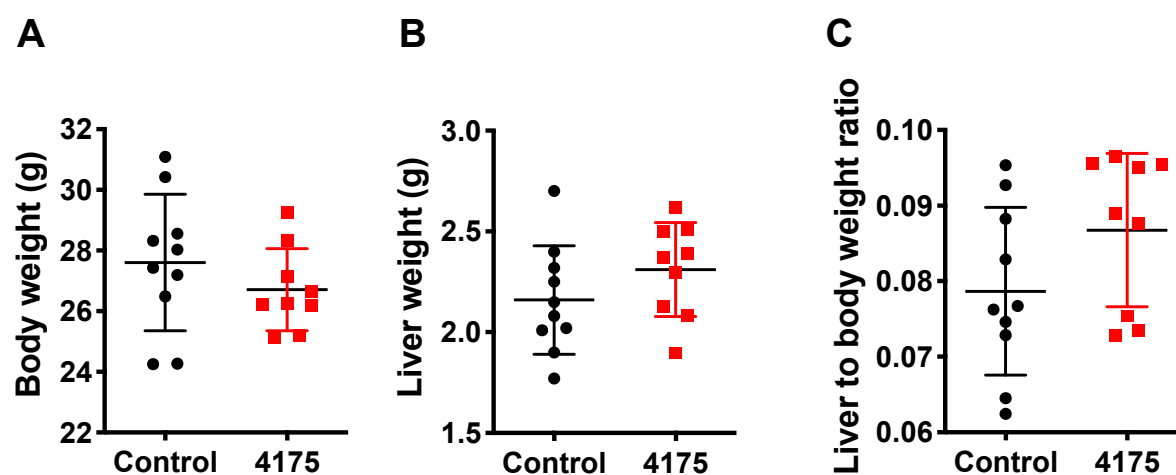 A
Body weight (g)
32
30
28
26
24
22
Control 4175
B
Liver weight (g)
3.0
2.5
2.0
1.5
Control 4175
C
Liver to body weight ratio
0.10
0.09
0.08
0.07
0.06
Control 4175